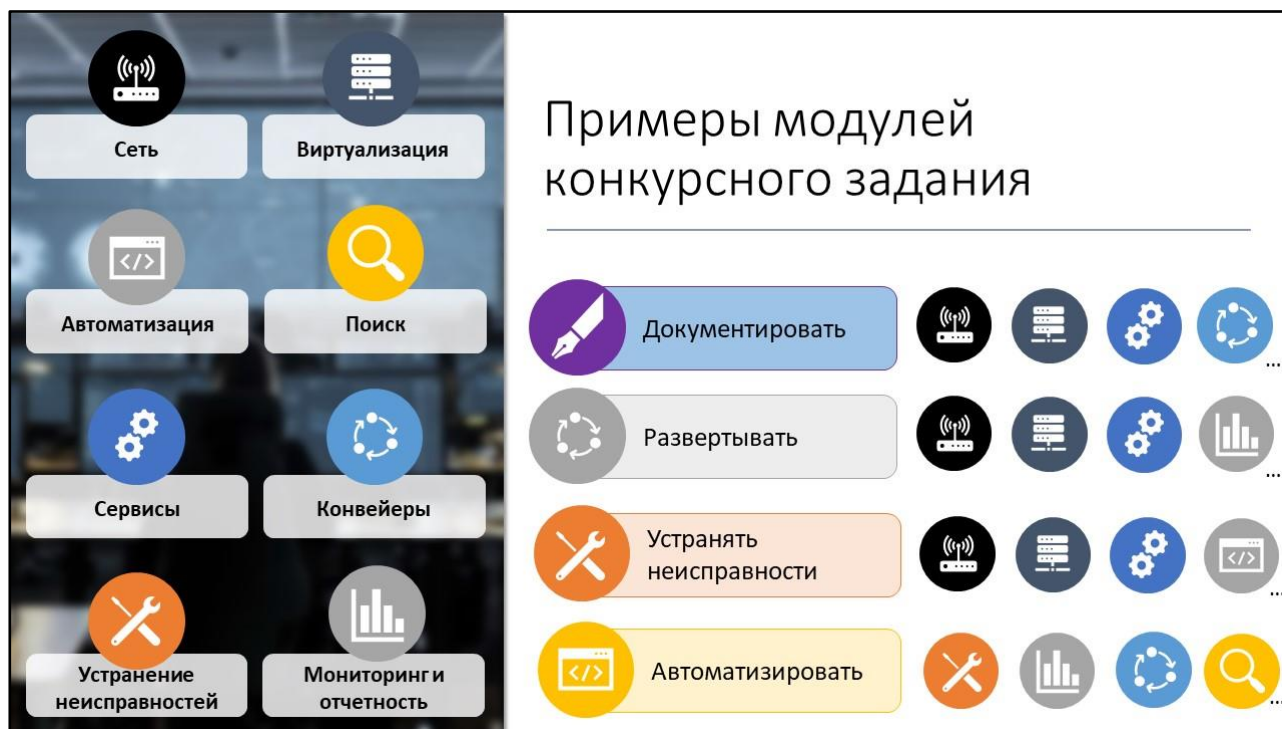 Сеть
Виртуализация
Автоматизация
Поиск
Сервисы
Конвейеры
Устранение
неисправностей
Мониторинг и
отчетность
Примеры модулей
конкурсного задания
Документировать
...
Развертывать
...
Устранять
неисправности
...
Автоматизировать
...